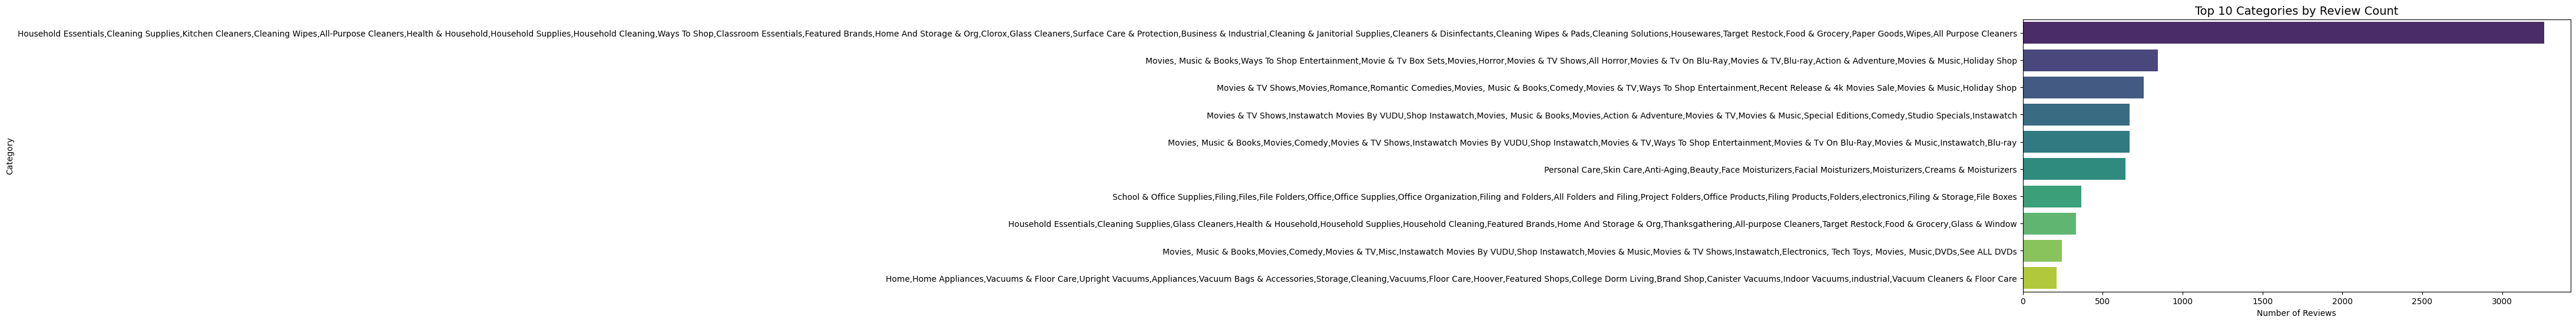 Top 10 Categories by Review Count
Household Essentials,Cleaning Supplies,Kitchen Cleaners,Cleaning Wipes,All-Purpose Cleaners,Health & Household,Household Supplies,Household Cleaning,Ways To Shop,Classroom Essentials,Featured Brands,Home And Storage & Org,Clorox,Glass Cleaners,Surface Care & Protection,Business & Industrial,Cleaning & Janitorial Supplies,Cleaners & Disinfectants,Cleaning Wipes & Pads,Cleaning Solutions,Housewares,Target Restock,Food & Grocery,Paper Goods,Wipes,All Purpose Cleaners
Movies, Music & Books,Ways To Shop Entertainment,Movie & Tv Box Sets,Movies,Horror,Movies & TV Shows,All Horror,Movies & Tv On Blu-Ray,Movies & TV,Blu-ray,Action & Adventure,Movies & Music,Holiday Shop
Movies & TV Shows,Movies,Romance,Romantic Comedies,Movies, Music & Books,Comedy,Movies & TV,Ways To Shop Entertainment,Recent Release & 4k Movies Sale,Movies & Music,Holiday Shop
Movies & TV Shows,Instawatch Movies By VUDU,Shop Instawatch,Movies, Music & Books,Movies,Action & Adventure,Movies & TV,Movies & Music,Special Editions,Comedy,Studio Specials,Instawatch
Movies, Music & Books,Movies,Comedy,Movies & TV Shows,Instawatch Movies By VUDU,Shop Instawatch,Movies & TV,Ways To Shop Entertainment,Movies & Tv On Blu-Ray,Movies & Music,Instawatch,Blu-ray
Category
Personal Care,Skin Care,Anti-Aging,Beauty,Face Moisturizers,Facial Moisturizers,Moisturizers,Creams & Moisturizers
School & Office Supplies,Filing,Files,File Folders,Office,Office Supplies,Office Organization,Filing and Folders,All Folders and Filing,Project Folders,Office Products,Filing Products,Folders,electronics,Filing & Storage,File Boxes
Household Essentials,Cleaning Supplies,Glass Cleaners,Health & Household,Household Supplies,Household Cleaning,Featured Brands,Home And Storage & Org,Thanksgathering,All-purpose Cleaners,Target Restock,Food & Grocery,Glass & Window
Movies, Music & Books,Movies,Comedy,Movies & TV,Misc,Instawatch Movies By VUDU,Shop Instawatch,Movies & Music,Movies & TV Shows,Instawatch,Electronics, Tech Toys, Movies, Music,DVDs,See ALL DVDs
Home,Home Appliances,Vacuums & Floor Care,Upright Vacuums,Appliances,Vacuum Bags & Accessories,Storage,Cleaning,Vacuums,Floor Care,Hoover,Featured Shops,College Dorm Living,Brand Shop,Canister Vacuums,Indoor Vacuums,industrial,Vacuum Cleaners & Floor Care
0 500 1000 1500 2000 2500 3000
Number of Reviews